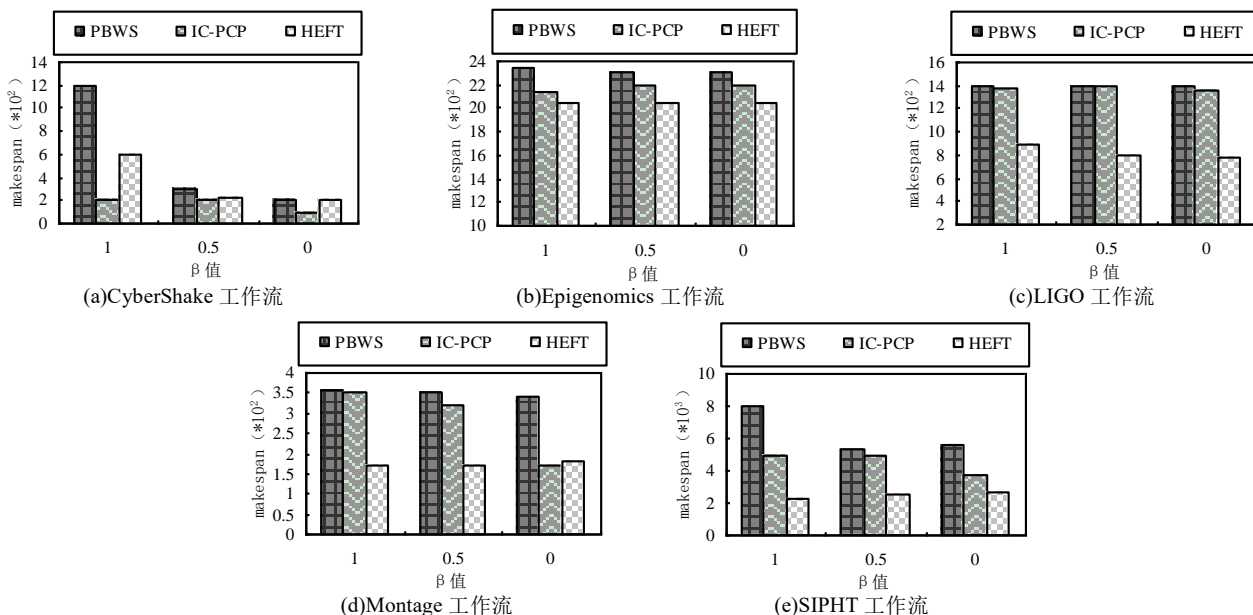 PBWS IC-PCP HEFT
makespan（*10²）
14
12
10
8
6
4
2
0
1 0.5 0
β 值
(a)CyberShake 工作流
PBWS IC-PCP HEFT
makespan（*10²）
24
22
20
18
16
14
12
10
1 0.5 0
β 值
(b)Epigenomics 工作流
PBWS IC-PCP HEFT
makespan（*10²）
16
14
12
10
8
6
4
2
1 0.5 0
β 值
(c)LIGO 工作流
PBWS IC-PCP HEFT
makespan（*10²）
4
3.5
3
2.5
2
1.5
1
0.5
0
1 0.5 0
β 值
(d)Montage 工作流
PBWS IC-PCP HEFT
makespan（*10³）
10
8
6
4
2
0
1 0.5 0
β 值
(e)SIPHT 工作流